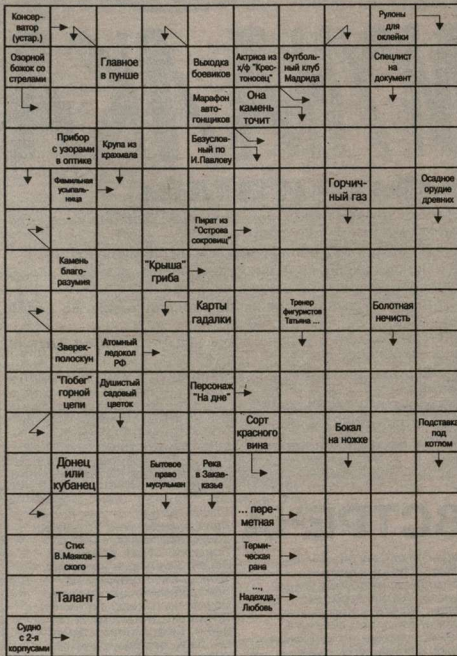 Консер-
ватор
(устар.)
Рулоны
для
оклейки
Озорной
божок со
стрелами
Главное
в пунше
Выходка
боевиков
Актриса из
х/ф "Крес-
тоносец"
Футболь-
ный клуб
Мадрида
Спецлист
на
документ
Марафон
авто-
гонщиков
Она
камень
точит
Прибор
с узорами
в оптике
Крупа из
крахмала
Безуслов-
ный по
И.Павлову
Фамильная
усыпаль-
ница
Горчич-
ный газ
Осадное
орудие
древних
Пират из
"Острова
сокровищ"
Камень
благо-
разумия
"Крыша"
гриба
Карты
гадалки
Тренер
фигуристов
Татьяна ...
Болотная
нечисть
Зверек-
полоскун
Атомный
ледокол
РФ
"Побег"
горной
цепи
Душистый
садовый
цветок
Персонаж
"На дне"
Сорт
красного
вина
Бокал
на ножке
Подставка
под
котлом
Донец
или
кубанец
Бытовое
право
мусульман
Река
в Закав-
казье
... пере-
метная
Стих
В.Маяков-
ского
Терми-
ческая
рана
Талант
...,
Надежда,
Любовь
Судно
с 2-я
корпусами